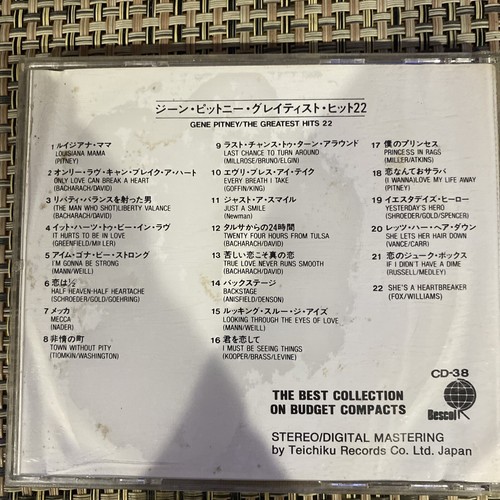 ジーン・ピットニー・グレイティスト・ヒット22
GENE PITNEY/THE GREATEST HITS 22
1 ルイジアナ・ママ
LOUISIANA MAMA
(PITNEY)
2 オンリー・ラヴ・キャン・ブレイク・ア・ハート
ONLY LOVE CAN BREAK A HEART
(BACHARACH/DAVID)
3 リバティ・バランスを射った男
(THE MAN WHO SHOT)LIBERTY VALANCE
(BACHARACH/DAVID)
4 イット・ハーツ・トゥ・ビー・イン・ラヴ
IT HURTS TO BE IN LOVE
(GREENFIELD/MILLER)
5 アイム・ゴナ・ビー・ストロング
I'M GONNA BE STRONG
(MANN/WEILL)
6 恋は½
HALF HEAVEN-HALF HEARTACHE
(SCHROEDER/GOLD/GOEHRING)
7 メッカ
MECCA
(NADER)
8 非情の町
TOWN WITHOUT PITY
(TIOMKIN/WASHINGTON)
9 ラスト・チャンス・トゥ・ターン・アラウンド
LAST CHANCE TO TURN AROUND
(MILLROSE/BRUNO/ELGIN)
10 エヴリ・ブレス・アイ・テイク
EVERY BREATH I TAKE
(GOFFIN/KING)
11 ジャスト・ア・スマイル
JUST A SMILE
(Newman)
12 タルサからの24時間
TWENTY FOUR HOURS FROM TULSA
(BACHARACH/DAVID)
13 苦しい恋こそ真の恋
TRUE LOVE NEVER RUNS SMOOTH
(BACHARACH/DAVID)
14 バックステージ
BACKSTAGE
(ANISFIELD/DENSON)
15 ルッキング・スルー・ジ・アイズ
LOOKING THROUGH THE EYES OF LOVE
(MANN/WEILL)
16 君を恋して
I MUST BE SEEING THINGS
(KOOPER/BRASS/LEVINE)
17 僕のプリンセス
PRINCESS IN RAGS
(MILLER/ATKINS)
18 恋なんておサラバ
(I WANNA)LOVE MY LIFE AWAY
(PITNEY)
19 イエスタデイズ・ヒーロー
YESTERDAY'S HERO
(SHROEDER/GOLD/SPENCER)
20 レッツ・ハー・ヘア・ダウン
SHE LETS HER HAIR DOWN
(VANCE/CARR)
21 恋のジューク・ボックス
IF I DIDN'T HAVE A DIME
(RUSSELL/MEDLEY)
22 SHE'S A HEARTBREAKER
(FOX/WILLIAMS)
CD-38
THE BEST COLLECTION
ON BUDGET COMPACTS
Bescol
STEREO/DIGITAL MASTERING
by Teichiku Records Co. Ltd. Japan